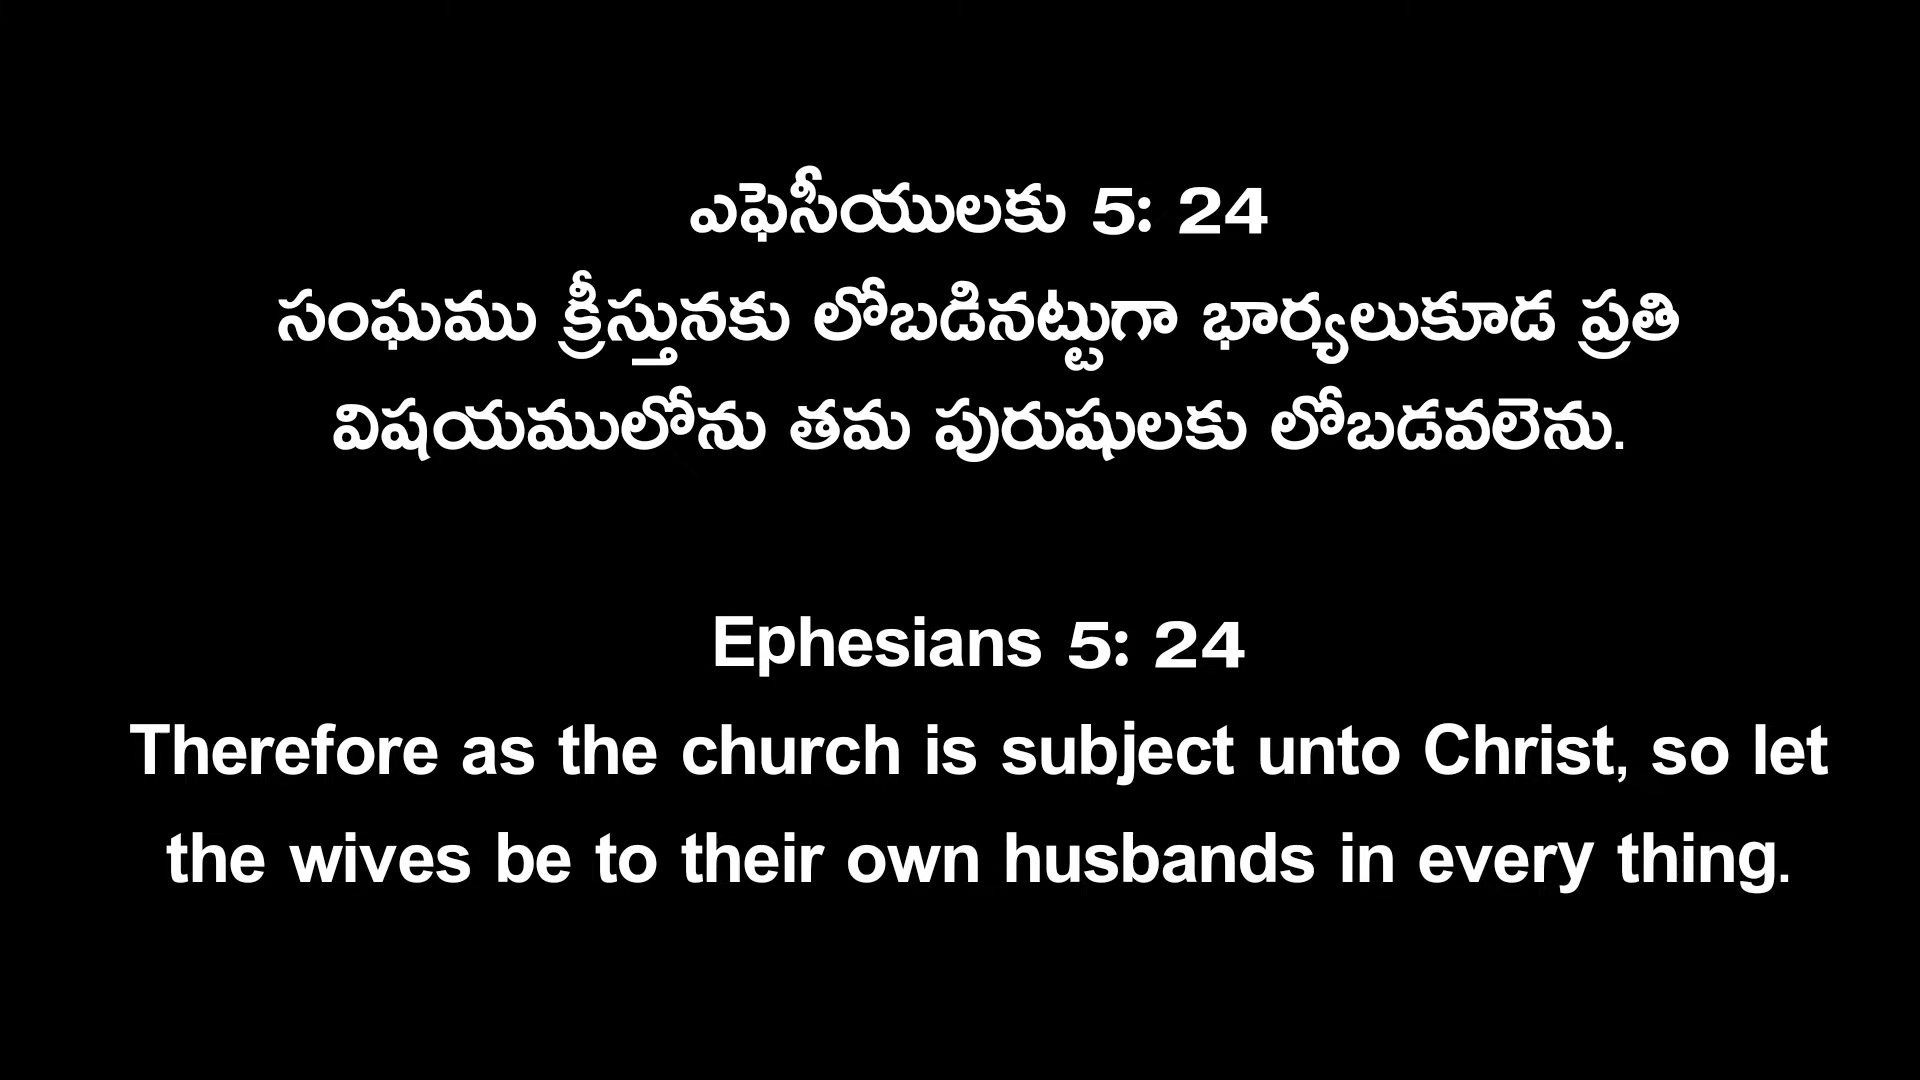 ఎఫెసీయులకు 5: 24
సంఘము క్రీస్తునకు లోబడినట్టుగా భార్యలుకూడ ప్రతి
విషయములోను తమ పురుషులకు లోబడవలెను.
Ephesians 5: 24
Therefore as the church is subject unto Christ, so let
the wives be to their own husbands in every thing.